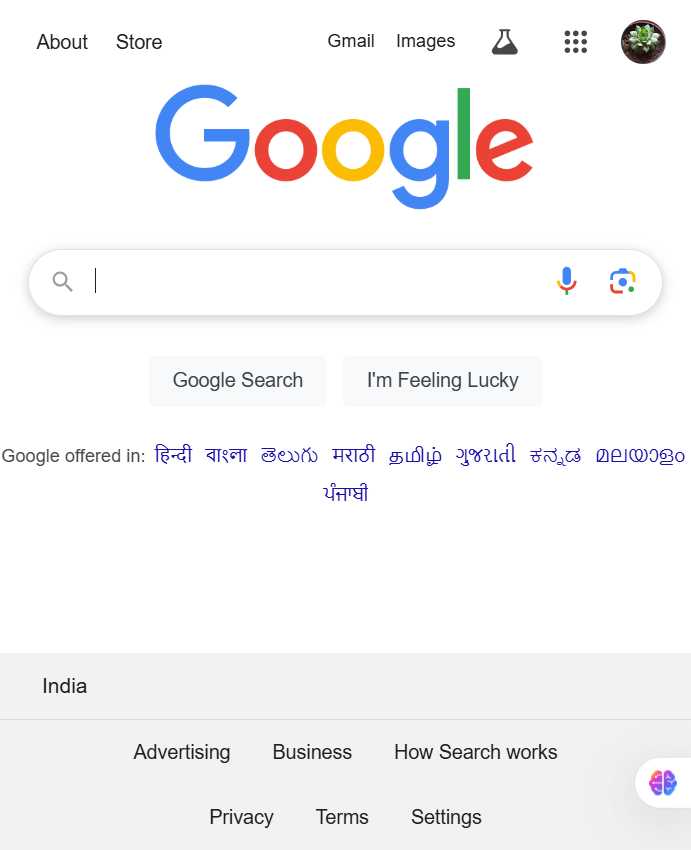 About Store Gmail Images
Google
Google Search I'm Feeling Lucky
Google offered in: हिन्दी বাংলা తెలుగు मराठी தமிழ் ગુજરાતી ಕನ್ನಡ മലയാളം
ਪੰਜਾਬੀ
India
Advertising Business How Search works
Privacy Terms Settings